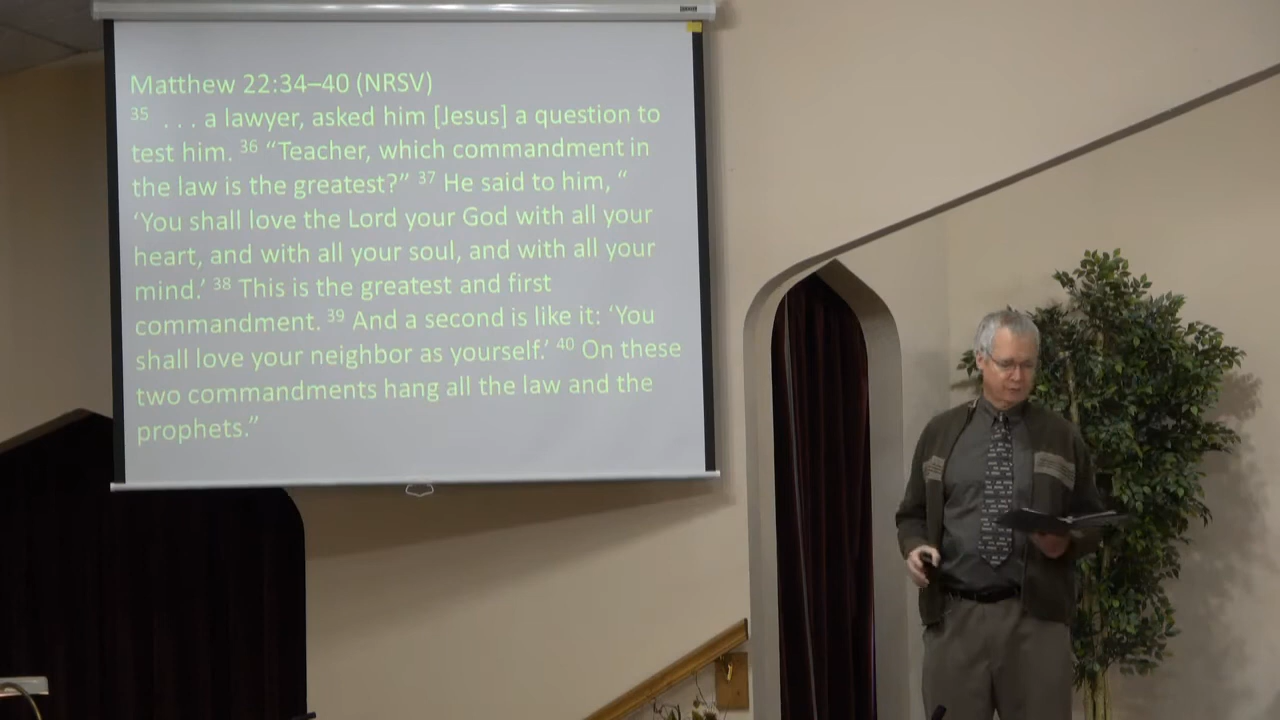 Matthew 22:34–40 (NRSV)
35 . . . a lawyer, asked him [Jesus] a question to
test him. 36 “Teacher, which commandment in
the law is the greatest?” 37 He said to him, “
‘You shall love the Lord your God with all your
heart, and with all your soul, and with all your
mind.’ 38 This is the greatest and first
commandment. 39 And a second is like it: ‘You
shall love your neighbor as yourself.’ 40 On these
two commandments hang all the law and the
prophets.”